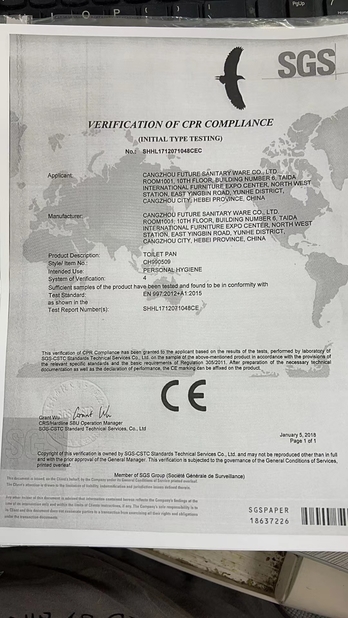 SGS
VERIFICATION OF CPR COMPLIANCE
(INITIAL TYPE TESTING)
No.: SHHL1712071048CEC
Applicant: CANGZHOU FUTURE SANITARY WARE CO., LTD.
ROOM1001, 10TH FLOOR, BUILDING NUMBER 6, TAIDA
INTERNATIONAL FURNITURE EXPO CENTER, NORTH WEST
STATION, EAST YINGBIN ROAD, YUNHE DISTRICT,
CANGZHOU CITY, HEBEI PROVINCE, CHINA
Manufacturer: CANGZHOU FUTURE SANITARY WARE CO., LTD.
ROOM1001, 10TH FLOOR, BUILDING NUMBER 6, TAIDA
INTERNATIONAL FURNITURE EXPO CENTER, NORTH WEST
STATION, EAST YINGBIN ROAD, YUNHE DISTRICT,
CANGZHOU CITY, HEBEI PROVINCE, CHINA
Product Description: TOILET PAN
Style/ Item No.: CH990509
Intended Use: PERSONAL HYGIENE
System of Verification: 4
Sufficient samples of the product have been tested and found to be in conformity with
Test Standard: EN 997:2012+A1:2015
as shown in the
Test Report Number(s): SHHL1712071048CE
This verification of CPR Compliance has been granted to the applicant based on the results of the tests, performed by laboratory of
SGS-CSTC Standards Technical Services Co., Ltd. on the sample of the above-mentioned product in accordance with the provisions of
the relevant specific standards and the basic requirements of Regulation 305/2011. After preparation of the necessary technical
documentation as well as the declaration of performance, the CE marking can be affixed on the product.
CE
Grant Wu
CRS/Hardline SBU Operation Manager
SGS-CSTC Standards Technical Services Co., Ltd
January 5, 2018
Page 1 of 1
Copyright of this verification is owned by SGS-CSTC Standards Technical Services Co., Ltd. and may not be reproduced other than in full
and with the prior approval of the General Manager. This verification is subjected to the governance of the General Conditions of Services,
printed overleaf.
Member of SGS Group (Société Générale de Surveillance)
SGSPAPER
18637226